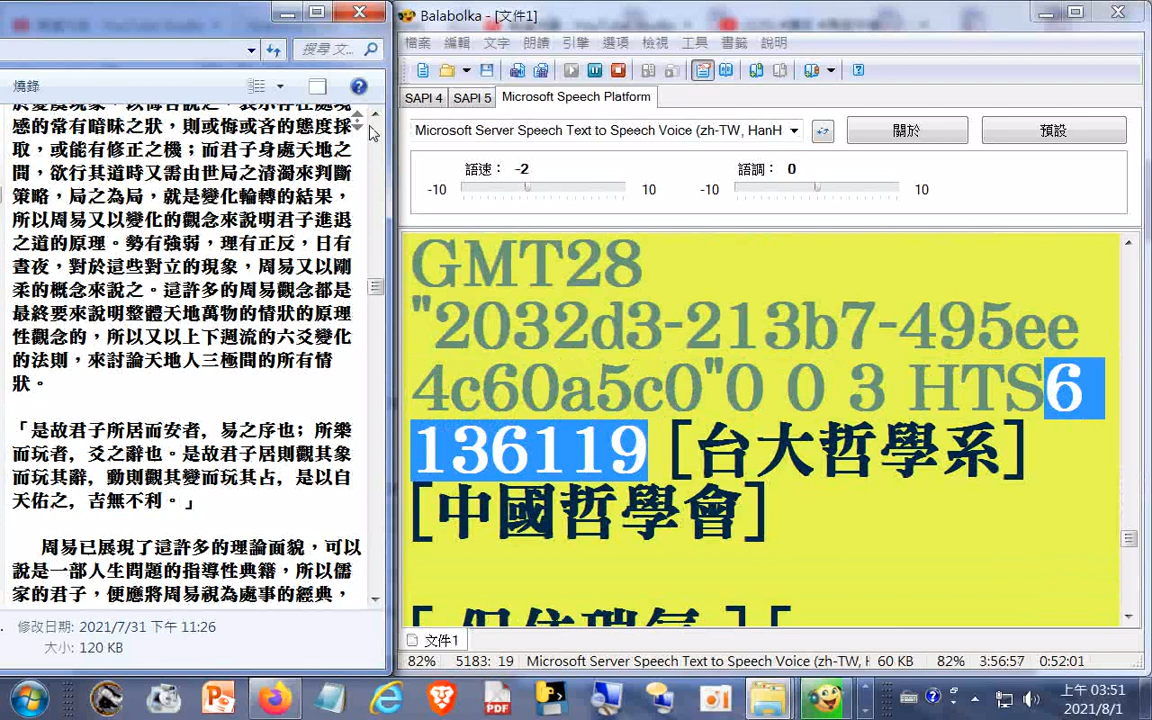 搜尋 文...
燒錄
感的常有暗昧之狀，則或悔或吝的態度採
取，或能有修正之機；而君子身處天地之
間，欲行其道時又需由世局之清濁來判斷
策略，局之為局，就是變化輪轉的結果，
所以周易又以變化的觀念來說明君子進退
之道的原理。勢有強弱，理有正反，日有
晝夜，對於這些對立的現象，周易又以剛
柔的概念來說之。這許多的周易觀念都是
最終要來說明整體天地萬物的情狀的原理
性觀念的，所以又以上下週流的六爻變化
的法則，來討論天地人三極間的所有情
狀。
「是故君子所居而安者，易之序也；所樂
而玩者，爻之辭也。是故君子居則觀其象
而玩其辭，動則觀其變而玩其占，是以自
天佑之，吉無不利。」
周易已展現了這許多的理論面貌，可以
說是一部人生問題的指導性典籍，所以儒
家的君子，便應將周易視為處事的經典，
修改日期: 2021/7/31 下午 11:26
大小: 120 KB
Balabolka - [文件1]
檔案 編輯 文字 朗讀 引擎 選項 檢視 工具 書籤 說明
SAPI 4 SAPI 5 Microsoft Speech Platform
Microsoft Server Speech Text to Speech Voice (zh-TW, HanH
關於
預設
語速： -2
語調： 0
-10 10 -10 10
GMT28
"2032d3-213b7-495ee
4c60a5c0"0 0 3 HTS6
136119 [台大哲學系]
[中國哲學會]
文件1
82% 5183: 19 Microsoft Server Speech Text to Speech Voice (zh-TW, H 60 KB 82% 3:56:57 0:52:01
PDF
上午 03:51
2021/8/1